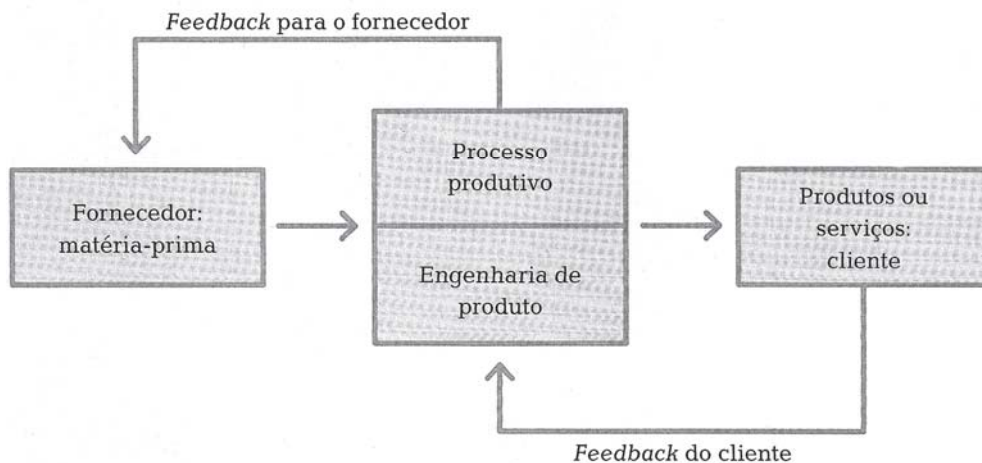 Feedback para o fornecedor
Fornecedor:
matéria-prima
Processo
produtivo
Engenharia de
produto
Produtos ou
serviços:
cliente
Feedback do cliente